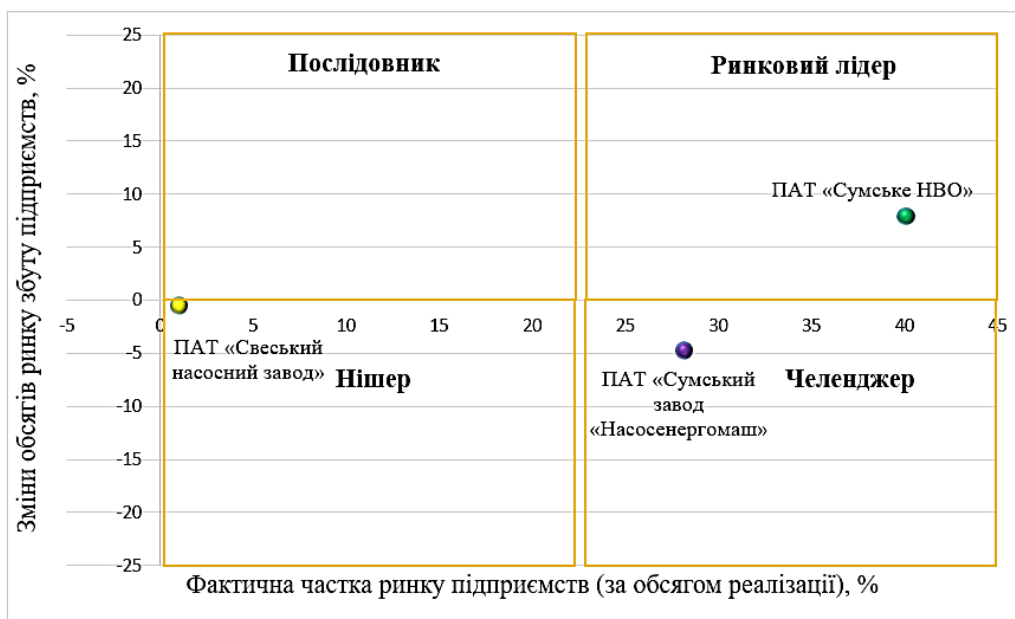 Зміни обсягів ринку збуту підприємств, %
25
20
15
10
5
0
-5
-10
-15
-20
-25
Послідовник
Ринковий лідер
ПАТ «Сумське НВО»
-5
0
5
10
15
20
25
30
35
40
45
ПАТ «Свеський
насосний завод»
Нішер
ПАТ «Сумський
завод
«Насосенергомаш»
Челенджер
Фактична частка ринку підприємств (за обсягом реалізації), %